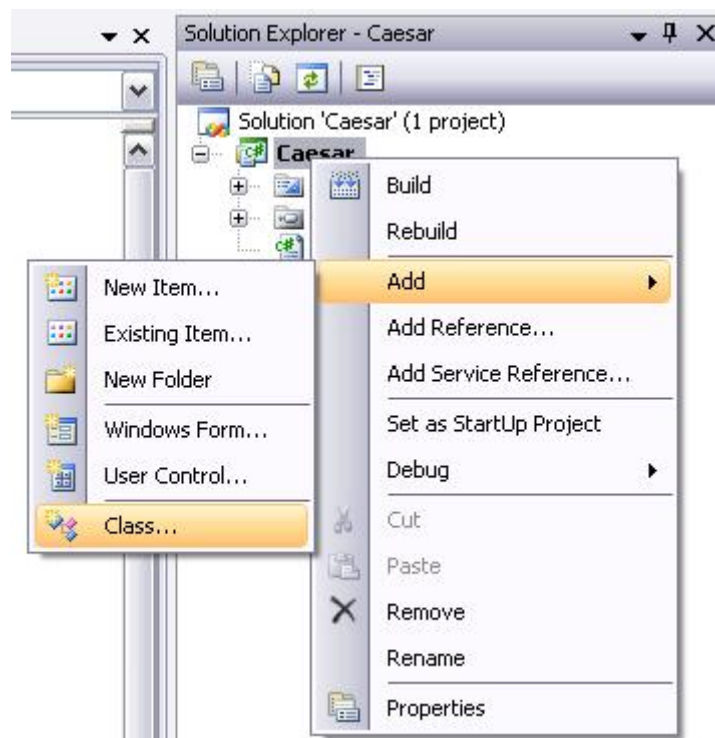 Solution Explorer - Caesar
Solution 'Caesar' (1 project)
Caesar
Build
Rebuild
Add
Add Reference...
Add Service Reference...
Set as StartUp Project
Debug
Cut
Paste
Remove
Rename
Properties
New Item...
Existing Item...
New Folder
Windows Form...
User Control...
Class...